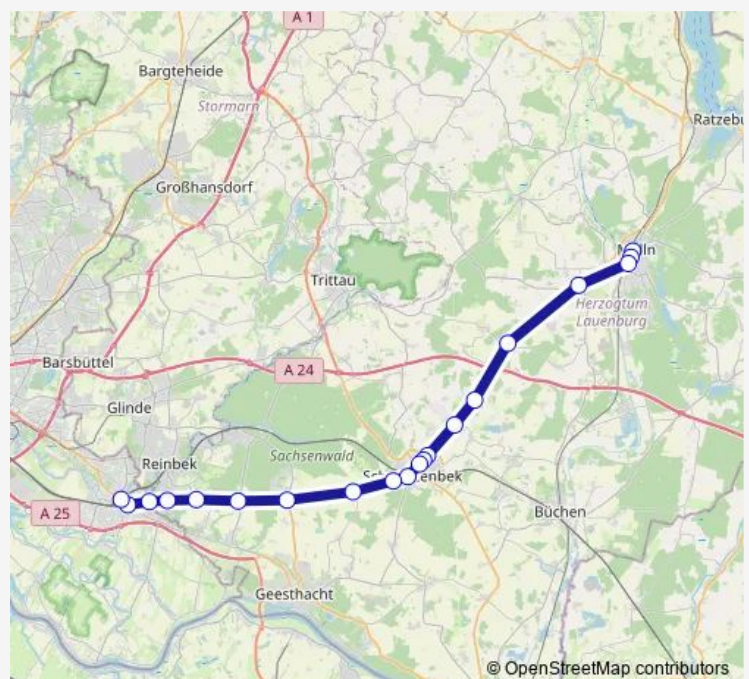 A 1
Bargteheide
Stormarn
Ratzebu
Großhansdorf
Trittau
Herzogtum
Lauenburg
Barsbüttel
A 24
Glinde
Reinbek
Sachsenwald
A 25
Büchen
Geesthacht
© OpenStreetMap contributors